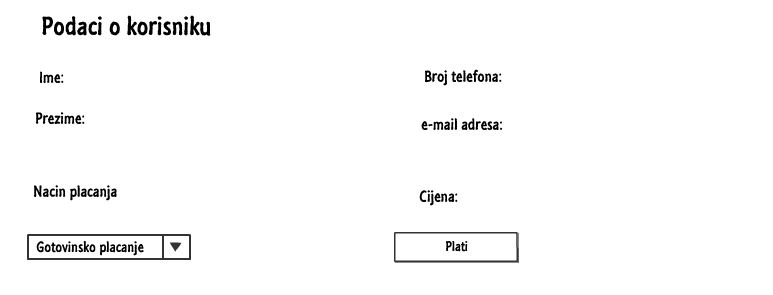 Podaci o korisniku
Ime:
Broj telefona:
Prezime:
e-mail adresa:
Nacin placanja
Cijena:
Gotovinsko placanje
Plati